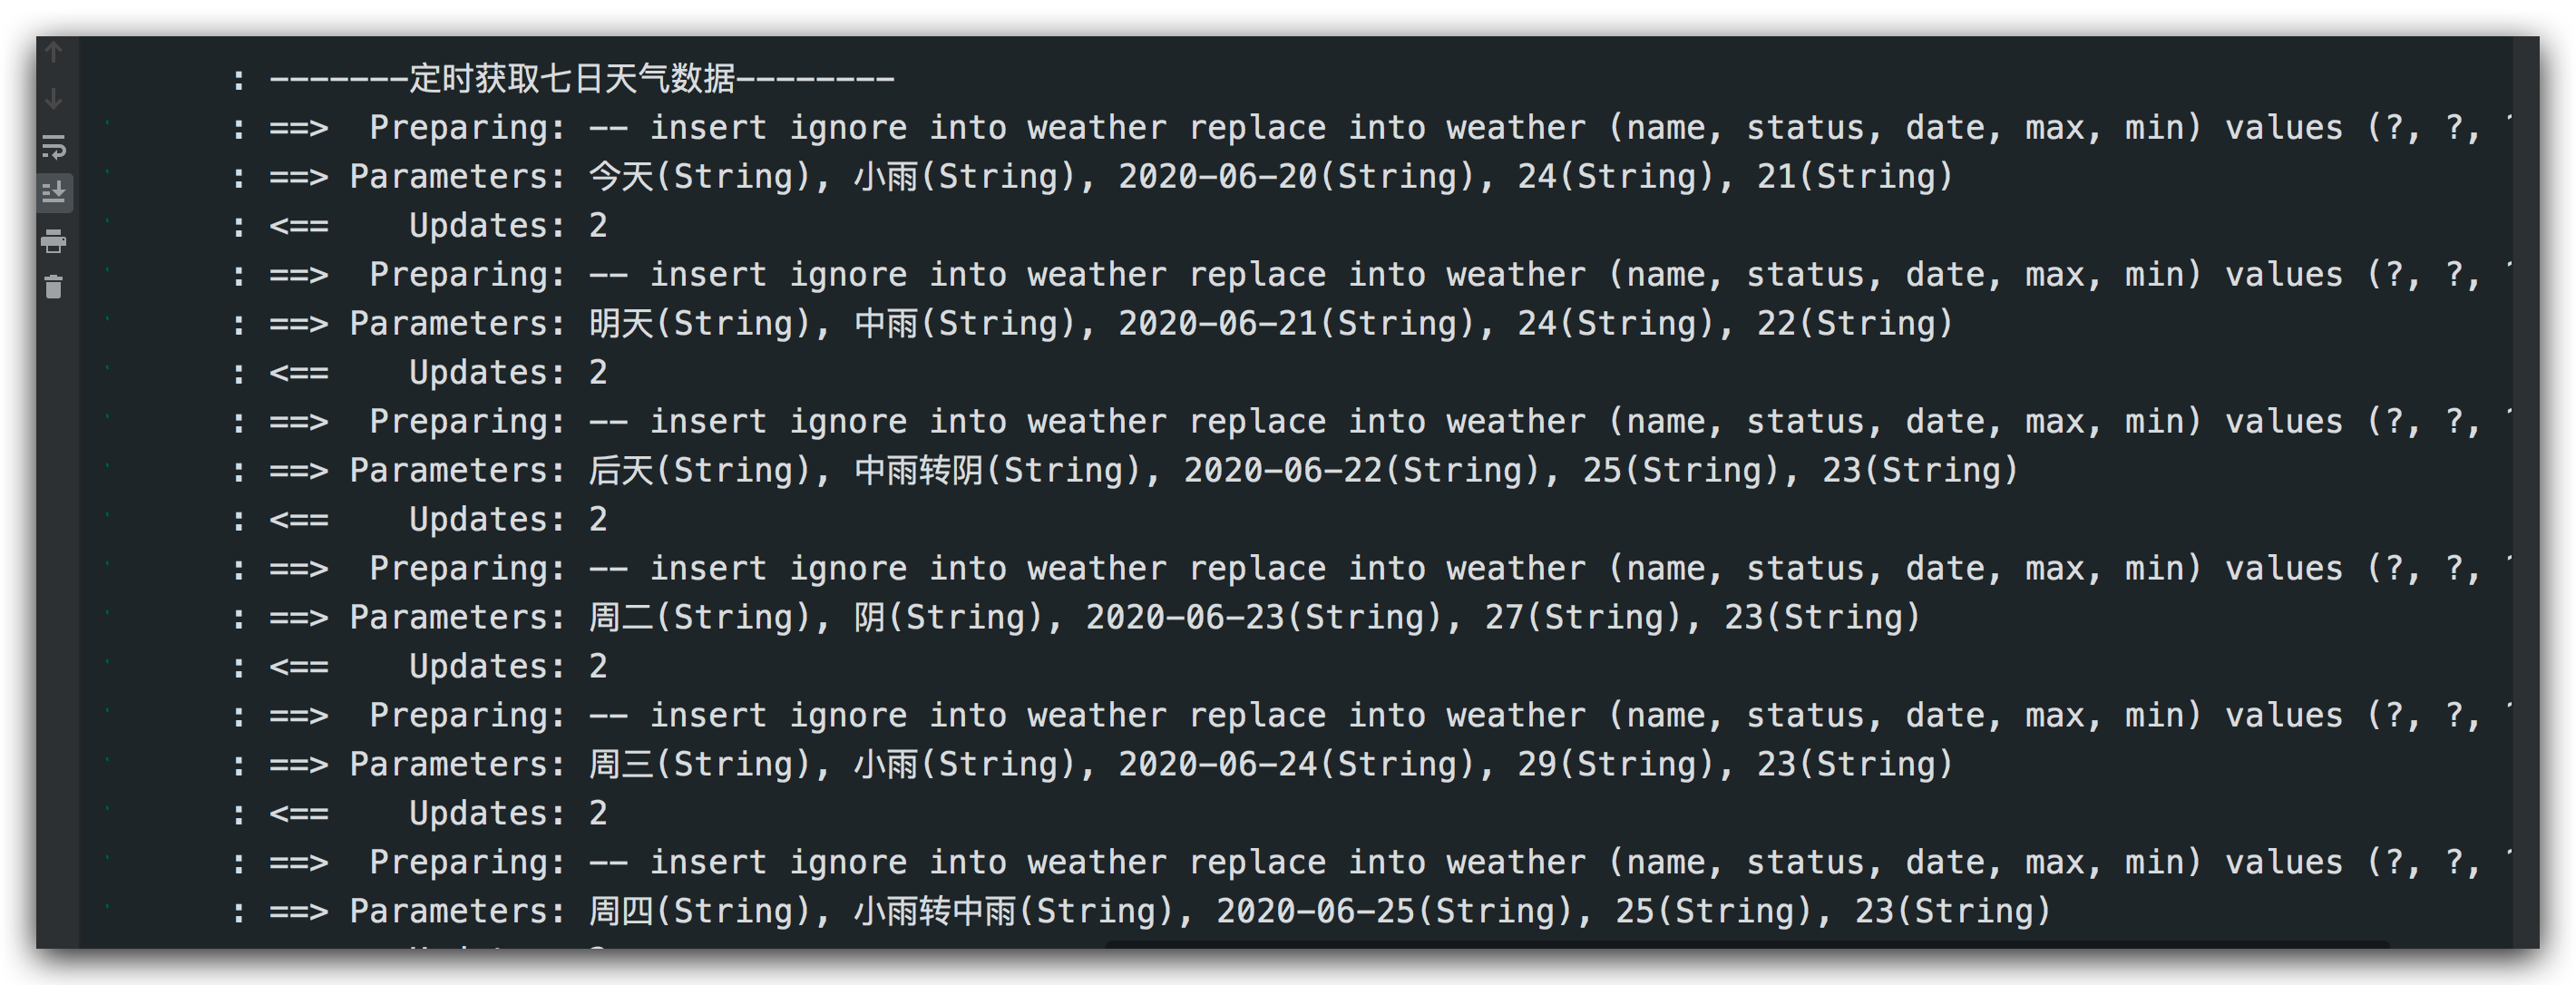 : -------定时获取七日天气数据--------
: ==>  Preparing: -- insert ignore into weather replace into weather (name, status, date, max, min) values (?, ?,
: ==> Parameters: 今天(String), 小雨(String), 2020-06-20(String), 24(String), 21(String)
: <==    Updates: 2
: ==>  Preparing: -- insert ignore into weather replace into weather (name, status, date, max, min) values (?, ?,
: ==> Parameters: 明天(String), 中雨(String), 2020-06-21(String), 24(String), 22(String)
: <==    Updates: 2
: ==>  Preparing: -- insert ignore into weather replace into weather (name, status, date, max, min) values (?, ?,
: ==> Parameters: 后天(String), 中雨转阴(String), 2020-06-22(String), 25(String), 23(String)
: <==    Updates: 2
: ==>  Preparing: -- insert ignore into weather replace into weather (name, status, date, max, min) values (?, ?,
: ==> Parameters: 周二(String), 阴(String), 2020-06-23(String), 27(String), 23(String)
: <==    Updates: 2
: ==>  Preparing: -- insert ignore into weather replace into weather (name, status, date, max, min) values (?, ?,
: ==> Parameters: 周三(String), 小雨(String), 2020-06-24(String), 29(String), 23(String)
: <==    Updates: 2
: ==>  Preparing: -- insert ignore into weather replace into weather (name, status, date, max, min) values (?, ?,
: ==> Parameters: 周四(String), 小雨转中雨(String), 2020-06-25(String), 25(String), 23(String)